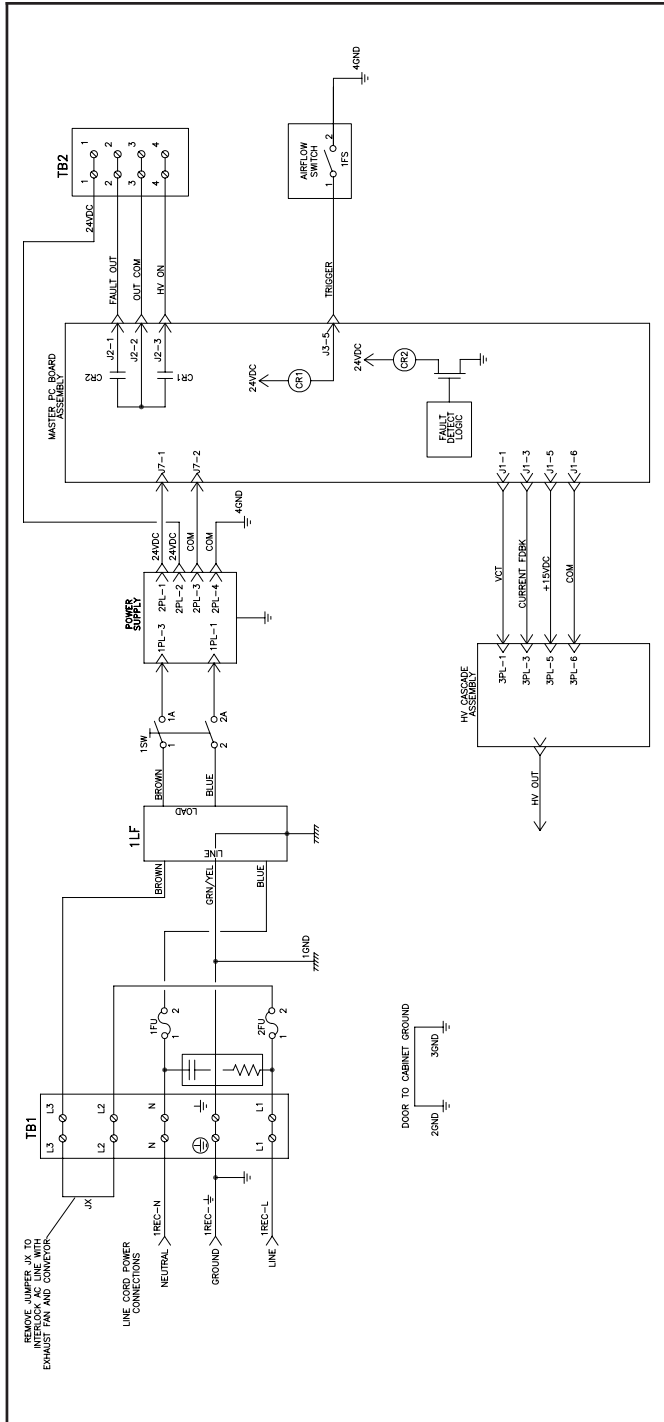 REMOVE JUMPER JX TO
INTERLOCK AC LINE WITH
EXHAUST FAN AND CONVEYOR
JX
LINE CORD POWER
CONNECTIONS
1REC-N
NEUTRAL
1REC-
GROUND
1REC-L
LINE
TB1
L3
L3
L2
L2
N
N
L1
L1
1FU
1
2
2FU
1
2
1GND
BROWN
GRN/YEL
BLUE
1LF
LINE
LOAD
BROWN
BLUE
1SW
1
1A
2
2A
POWER
SUPPLY
1PL-3
1PL-1
2PL-1
2PL-2
2PL-3
2PL-4
24VDC
24VDC
COM
COM
4GND
MASTER PC BOARD
ASSEMBLY
J7-1
J7-2
CR2
CR1
J2-1
J2-2
J2-3
24VDC
FAULT OUT
OUT COM
HV ON
TB2
1
1
2
2
3
3
4
4
24VDC
CR1
J3-5
TRIGGER
AIRFLOW
SWITCH
1
2
1FS
4GND
24VDC
CR2
FAULT
DETECT
LOGIC
J1-1
J1-3
J1-5
J1-6
VCT
CURRENT FDBK
+15VDC
COM
3PL-1
3PL-3
3PL-5
3PL-6
HV CASCADE
ASSEMBLY
HV OUT
DOOR TO CABINET GROUND
2GND
3GND